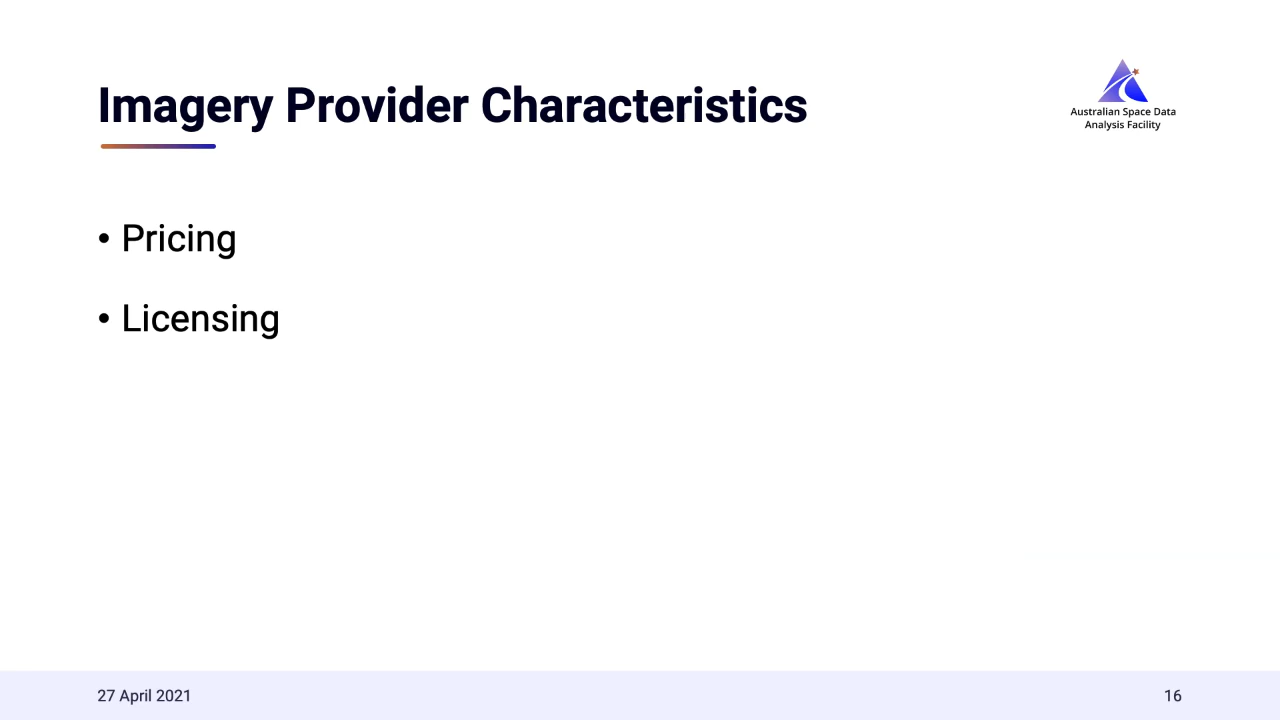 Imagery Provider Characteristics
Australian Space Data
Analysis Facility
• Pricing
• Licensing
27 April 2021
16